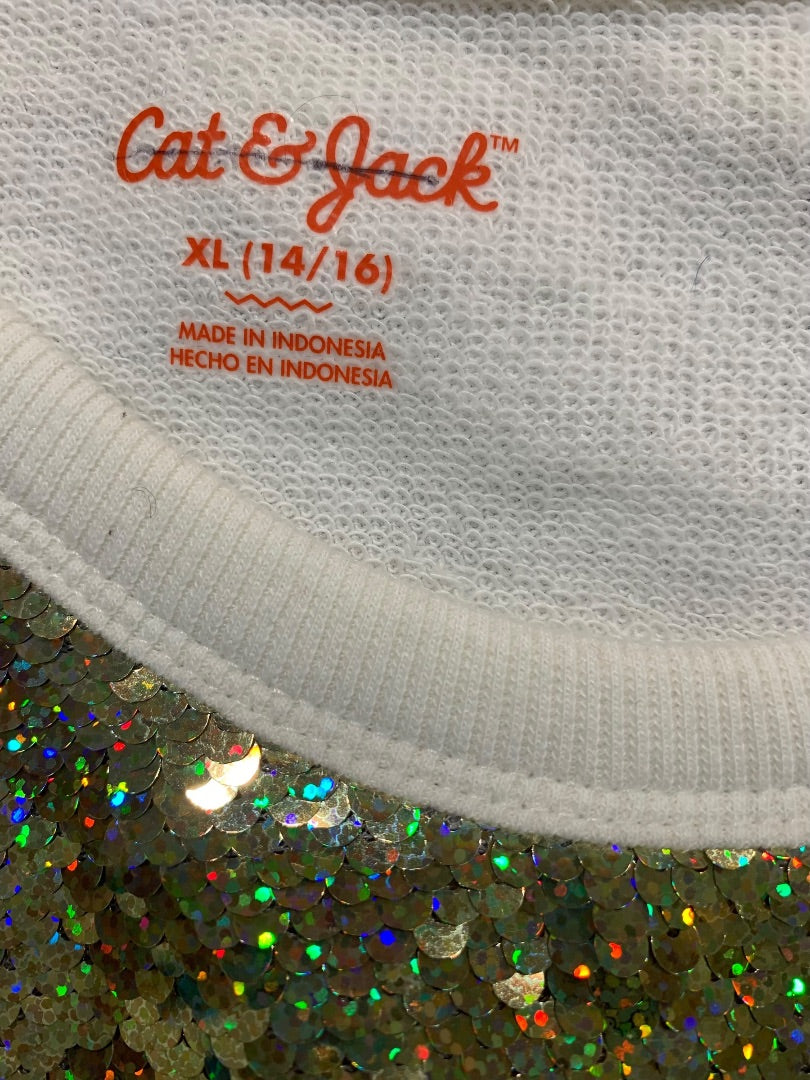 Cat & Jack™
XL (14/16)
MADE IN INDONESIA
HECHO EN INDONESIA